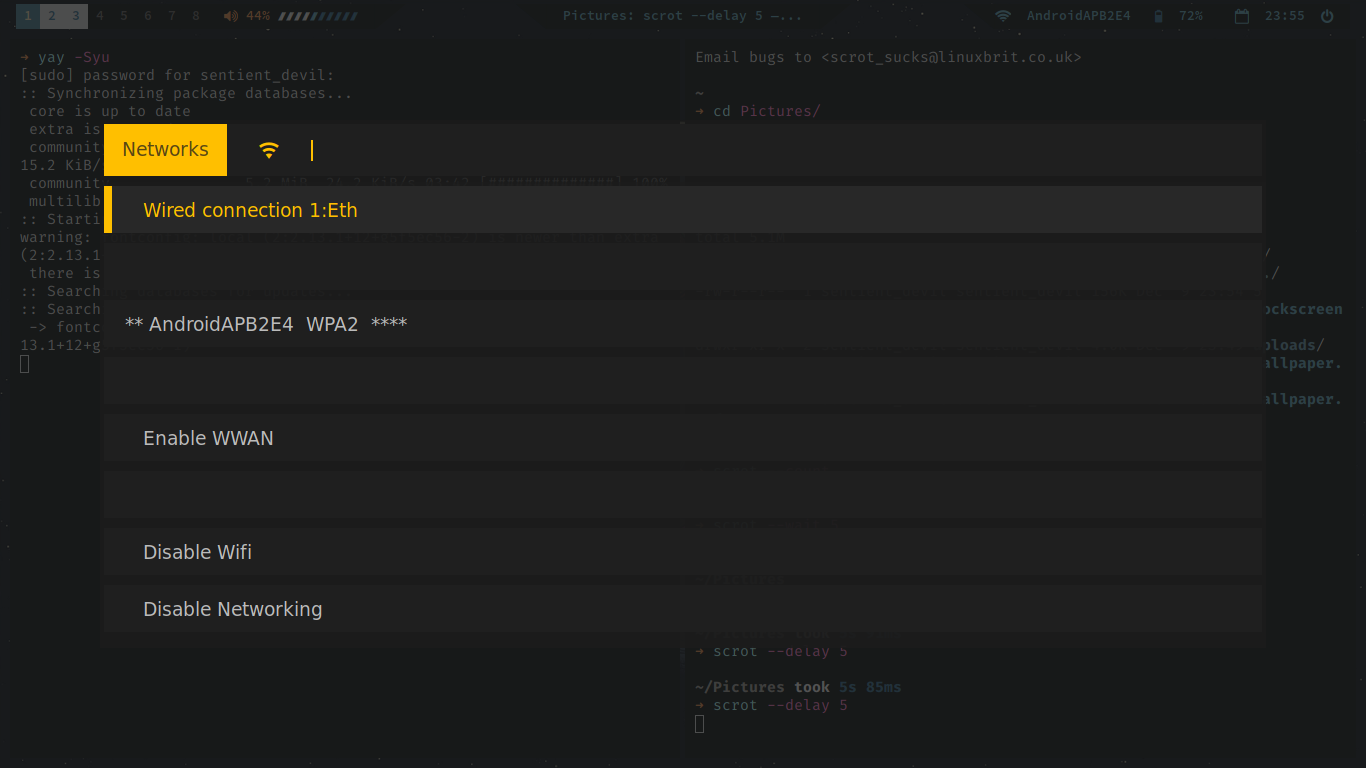 1 2 3 4 5 6 7 8 44% Pictures: scrot --delay 5 —... AndroidAPB2E4 72% 23:55
→ yay -Syu
[sudo] password for sentient_devil:
:: Synchronizing package databases...
core is up to date
extra is
communit
15.2 KiB/
communit
multilib
:: Starti
warning:
(2:2.13.1
there is
:: Search
:: Search
-> fontc
13.1+12+g
Networks
Wired connection 1:Eth
** AndroidAPB2E4 WPA2 ****
Enable WWAN
Disable Wifi
Disable Networking
Email bugs to <scrot_sucks@linuxbrit.co.uk>
~
→ cd Pictures/
/
./
ockscreen
loads/
allpaper.
allpaper.
→ scrot --delay 5
~/Pictures took 5s 85ms
→ scrot --delay 5